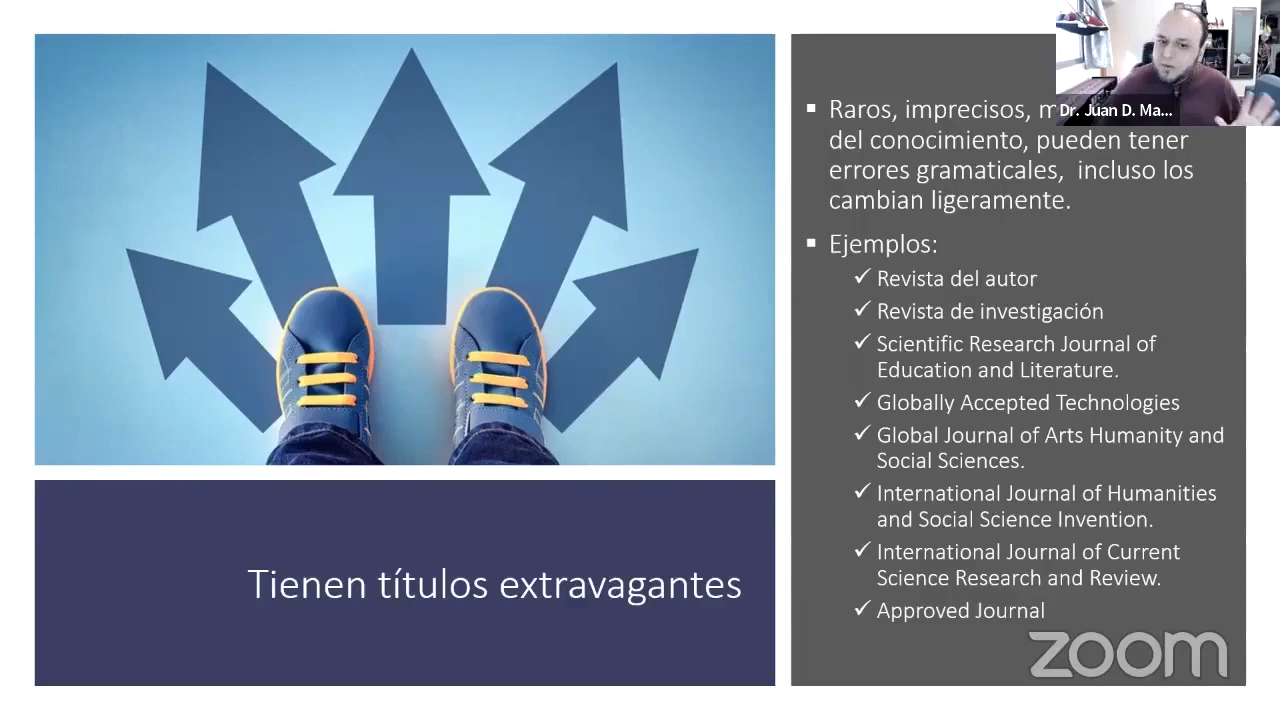 Raros, imprecisos,
del conocimiento, pueden tener
errores gramaticales, incluso los
cambian ligeramente.
Ejemplos:
Revista del autor
Revista de investigación
Scientific Research Journal of
Education and Literature.
Globally Accepted Technologies
Global Journal of Arts Humanity and
Social Sciences.
International Journal of Humanities
and Social Science Invention.
International Journal of Current
Science Research and Review.
Approved Journal
Tienen títulos extravagantes
Dr. Juan D. Ma...
zoom